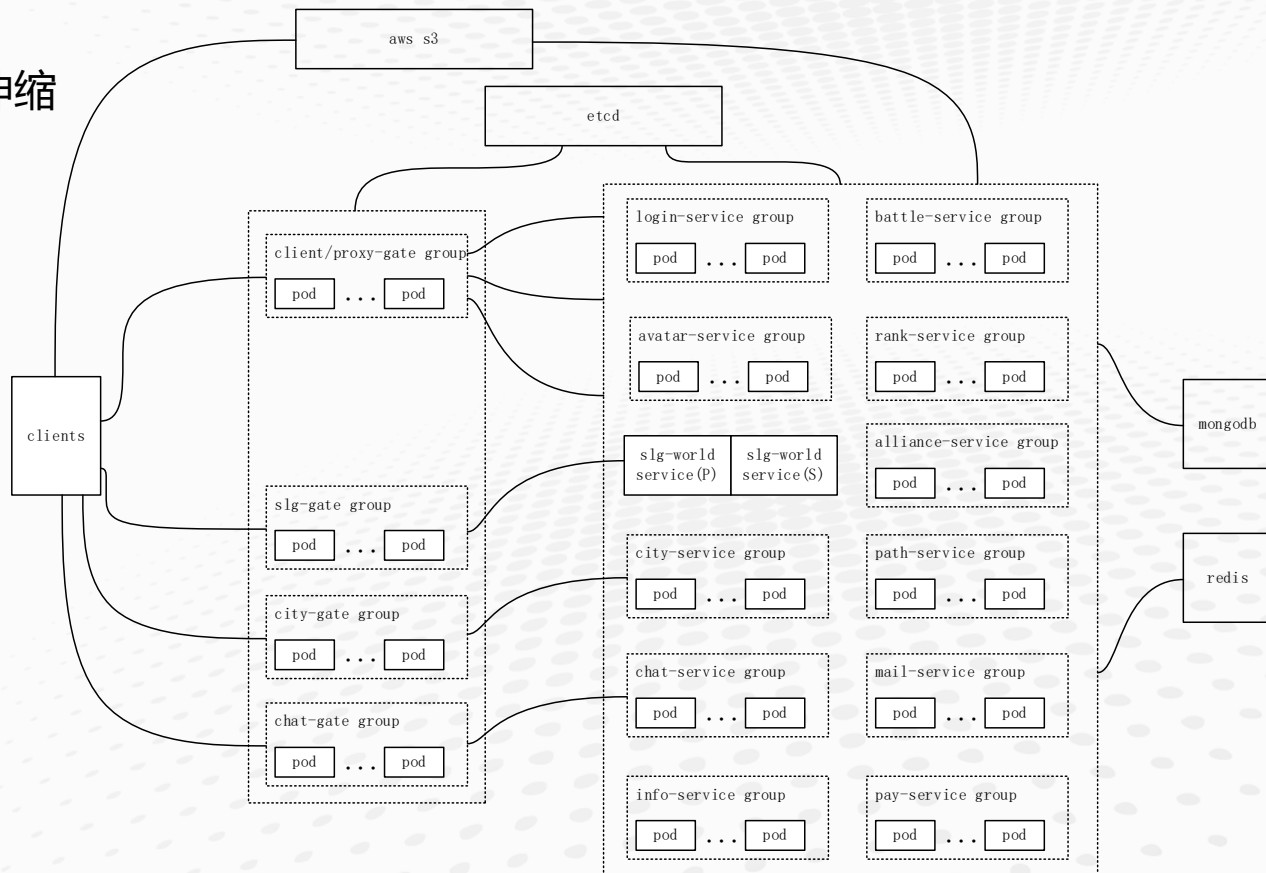 aws s3
伸缩
etcd
client/proxy-gate group
pod ... pod
clients
slg-gate group
pod ... pod
city-gate group
pod ... pod
chat-gate group
pod ... pod
login-service group
pod ... pod
battle-service group
pod ... pod
avatar-service group
pod ... pod
rank-service group
pod ... pod
slg-world
service(P)
slg-world
service(S)
alliance-service group
pod ... pod
city-service group
pod ... pod
path-service group
pod ... pod
chat-service group
pod ... pod
mail-service group
pod ... pod
info-service group
pod ... pod
pay-service group
pod ... pod
mongodb
redis